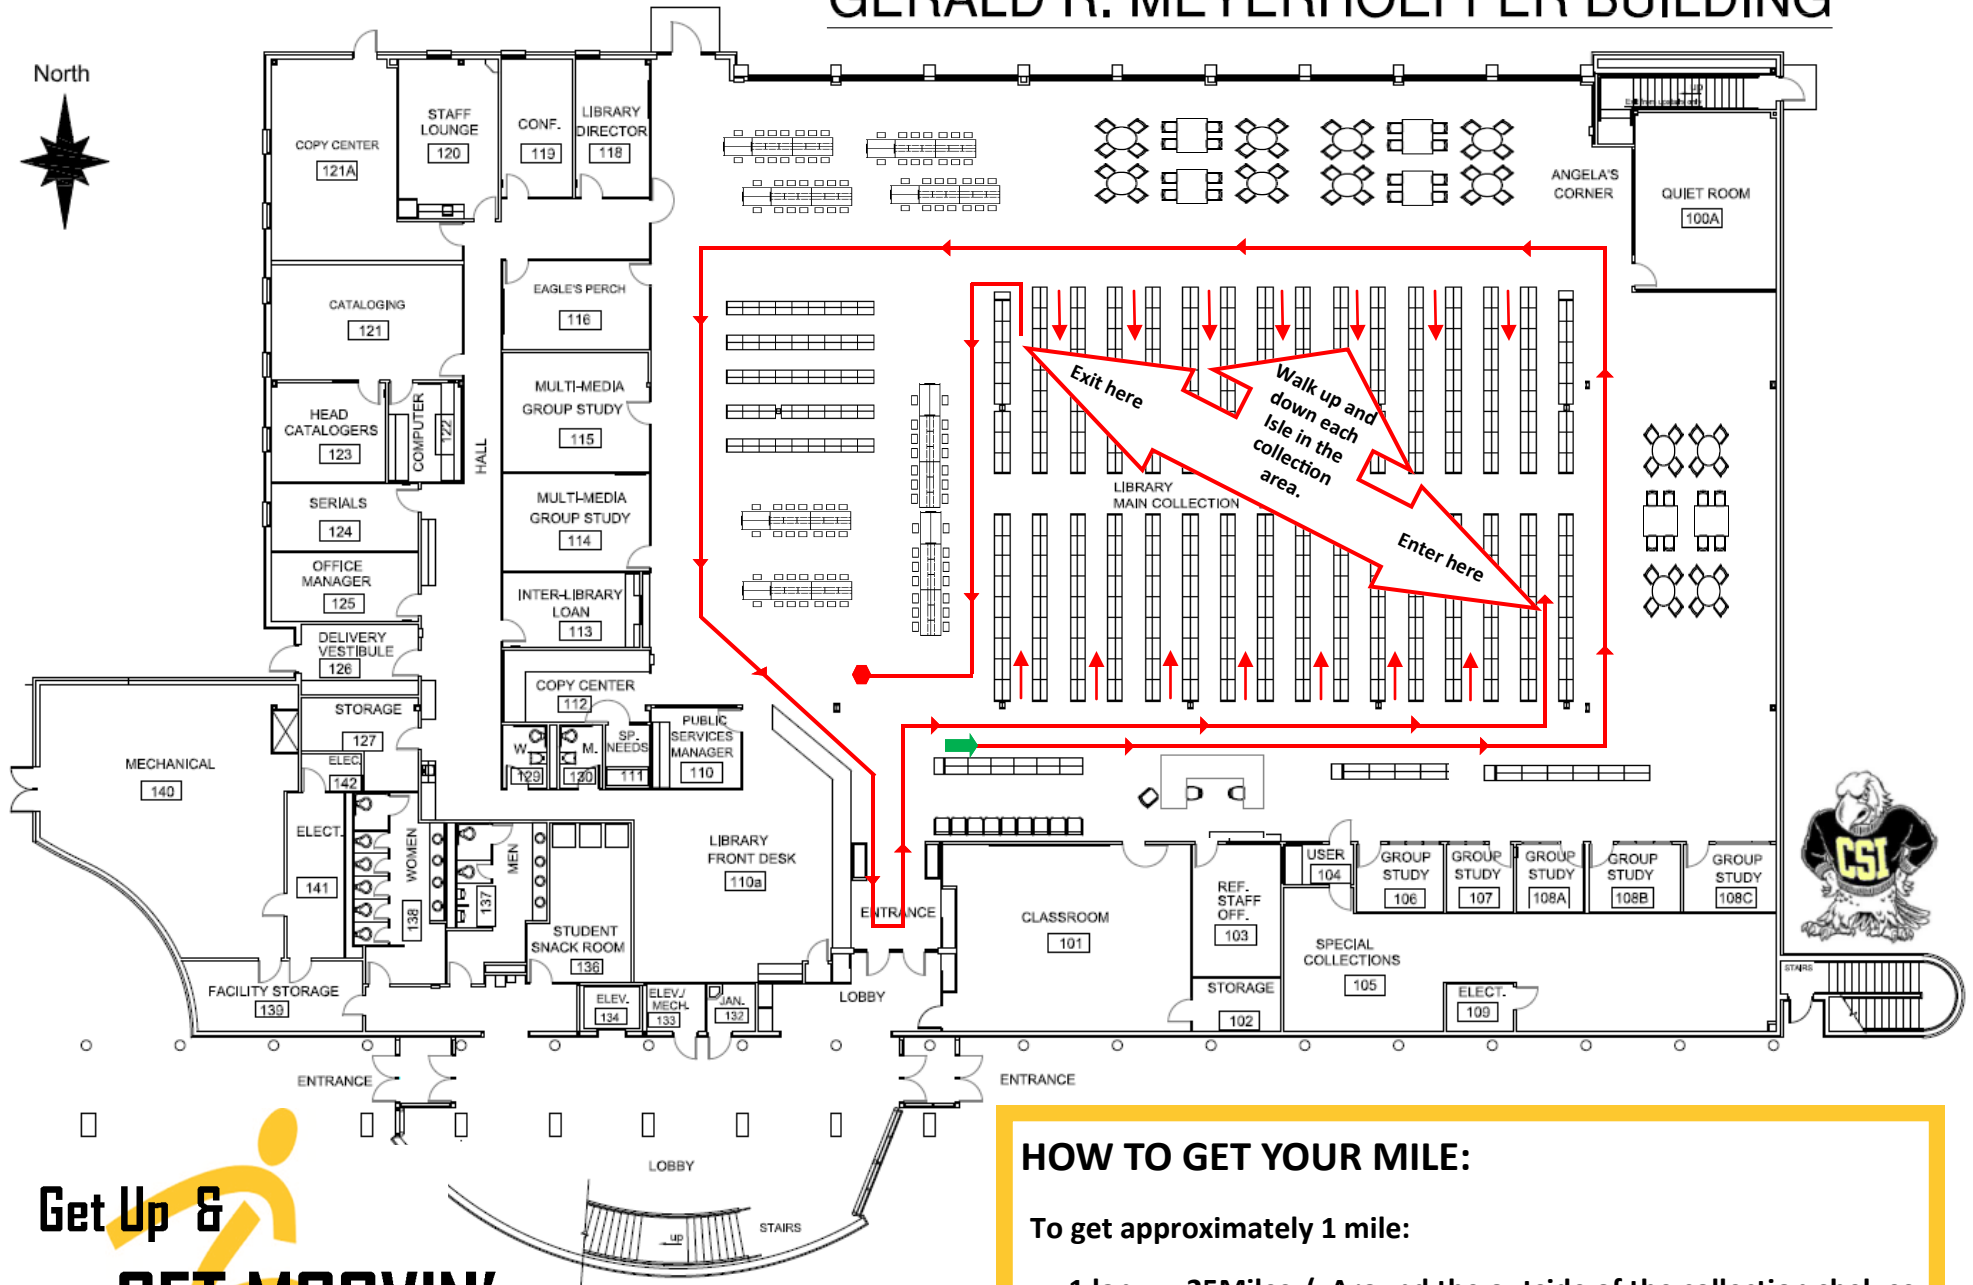 GERALD R. MEYERHOEFFER BUILDING
North
COPY CENTER
121A
STAFF
LOUNGE
120
CONF.
119
LIBRARY
DIRECTOR
118
ANGELA'S
CORNER
QUIET ROOM
100A
up
CATALOGING
121
EAGLE'S PERCH
116
MULTI-MEDIA
GROUP STUDY
115
HEAD
CATALOGERS
123
COMPUTER
122
HALL
Exit here
Walk up and
down each
Isle in the
collection
area.
Enter here
LIBRARY
MAIN COLLECTION
SERIALS
124
MULTI-MEDIA
GROUP STUDY
114
OFFICE
MANAGER
125
INTER-LIBRARY
LOAN
113
DELIVERY
VESTIBULE
126
COPY CENTER
112
STORAGE
127
W.
129
M.
130
SP.
NEEDS
111
PUBLIC
SERVICES
MANAGER
110
MECHANICAL
140
ELEC.
142
ELECT.
141
WOMEN
138
MEN
137
LIBRARY
FRONT DESK
110a
STUDENT
SNACK ROOM
136
ENTRANCE
CLASSROOM
101
REF.
STAFF
OFF.
103
USER
104
GROUP
STUDY
106
GROUP
STUDY
107
GROUP
STUDY
108A
GROUP
STUDY
108B
GROUP
STUDY
108C
CSI
SPECIAL
COLLECTIONS
105
STORAGE
102
ELECT.
109
STAIRS
FACILITY STORAGE
139
ELEV.
134
ELEV./
MECH.
133
JAN.
132
LOBBY
ENTRANCE
ENTRANCE
LOBBY
STAIRS
up
Get Up &
GET MOOVIN'
HOW TO GET YOUR MILE:
To get approximately 1 mile: